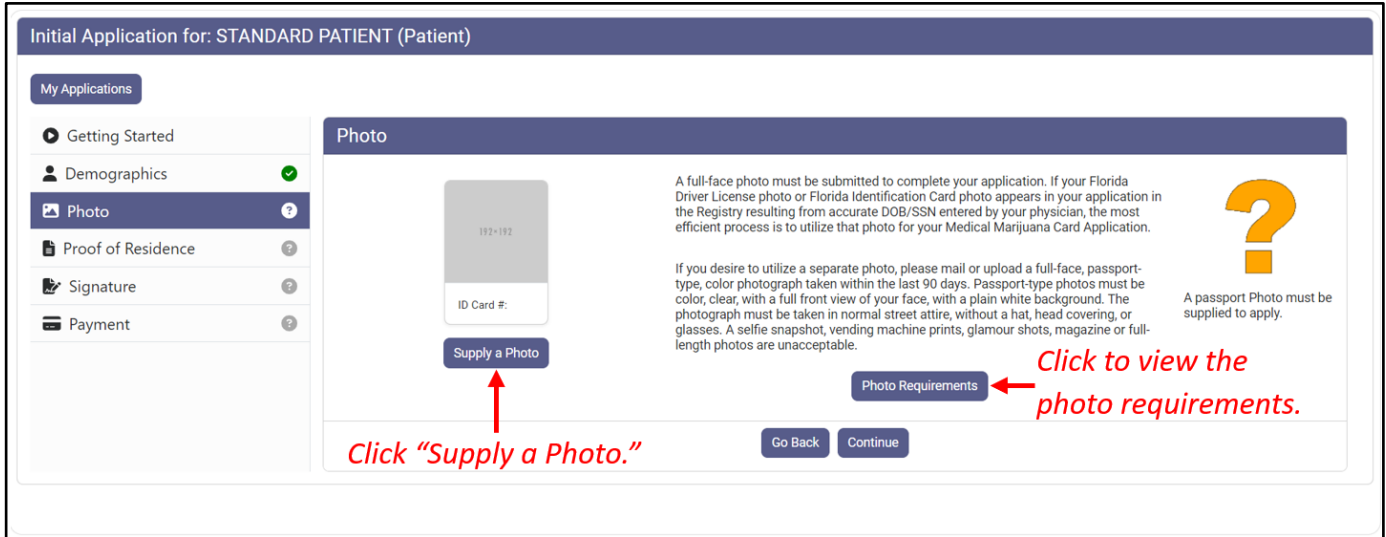 Initial Application for: STANDARD PATIENT (Patient)
My Applications
Getting Started
Demographics
Photo
Proof of Residence
Signature
Payment
Photo
192×192
ID Card #:
Supply a Photo
A full-face photo must be submitted to complete your application. If your Florida
Driver License photo or Florida Identification Card photo appears in your application in
the Registry resulting from accurate DOB/SSN entered by your physician, the most
efficient process is to utilize that photo for your Medical Marijuana Card Application.
If you desire to utilize a separate photo, please mail or upload a full-face, passport-
type, color photograph taken within the last 90 days. Passport-type photos must be
color, clear, with a full front view of your face, with a plain white background. The
photograph must be taken in normal street attire, without a hat, head covering, or
glasses. A selfie snapshot, vending machine prints, glamour shots, magazine or full-
length photos are unacceptable.
?
A passport Photo must be
supplied to apply.
Photo Requirements
Click to view the
photo requirements.
Click “Supply a Photo.”
Go Back
Continue